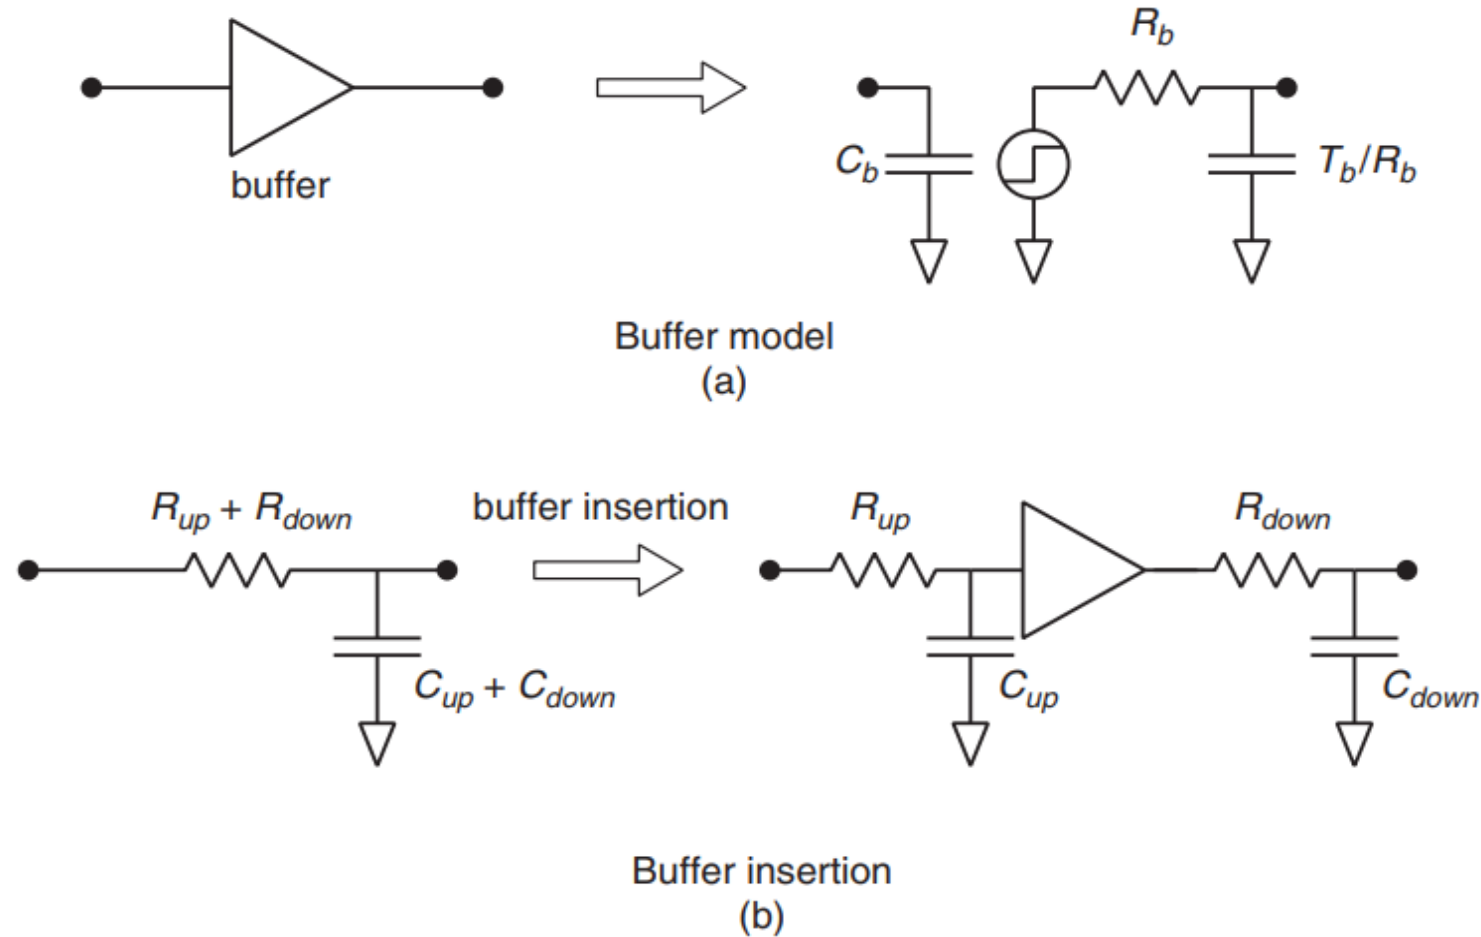 R_b
C_b
T_b/R_b
buffer
Buffer model
(a)
R_up + R_down
buffer insertion
R_up
R_down
C_up + C_down
C_up
C_down
Buffer insertion
(b)